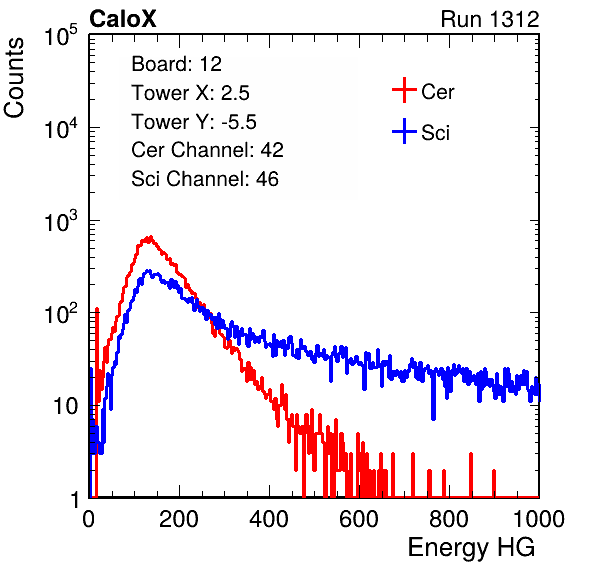 CaloX Run 1312
Counts
10^5
10^4
10^3
10^2
10
1
Board: 12
Tower X: 2.5
Tower Y: -5.5
Cer Channel: 42
Sci Channel: 46
Cer
Sci
0 200 400 600 800 1000
Energy HG